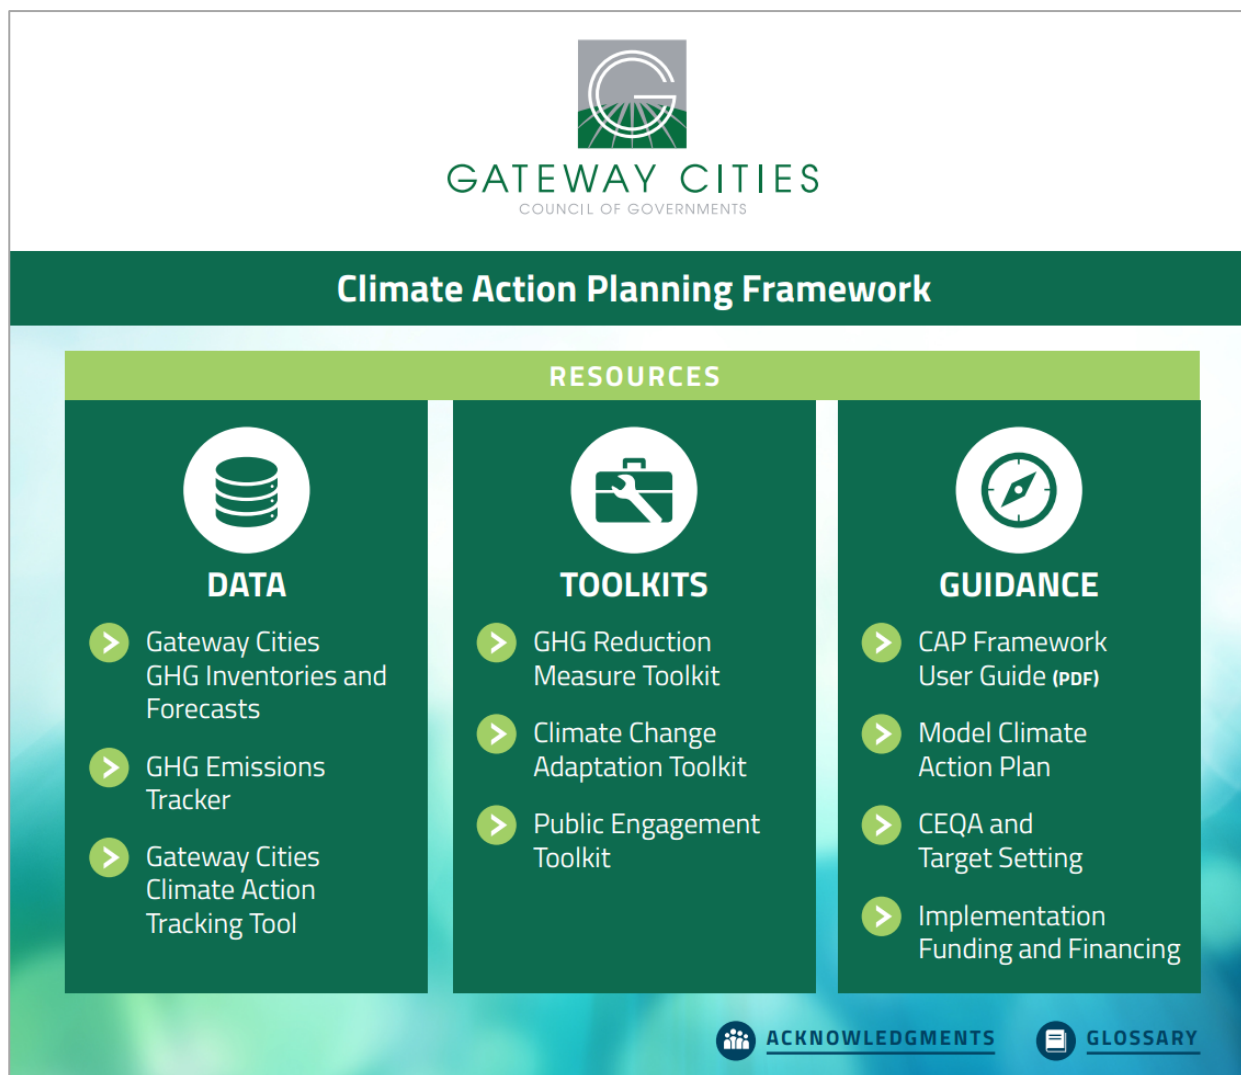 GATEWAY CITIES
COUNCIL OF GOVERNMENTS
Climate Action Planning Framework
RESOURCES
DATA
Gateway Cities
GHG Inventories and
Forecasts
GHG Emissions
Tracker
Gateway Cities
Climate Action
Tracking Tool
TOOLKITS
GHG Reduction
Measure Toolkit
Climate Change
Adaptation Toolkit
Public Engagement
Toolkit
GUIDANCE
CAP Framework
User Guide (PDF)
Model Climate
Action Plan
CEQA and
Target Setting
Implementation
Funding and Financing
ACKNOWLEDGMENTS
GLOSSARY